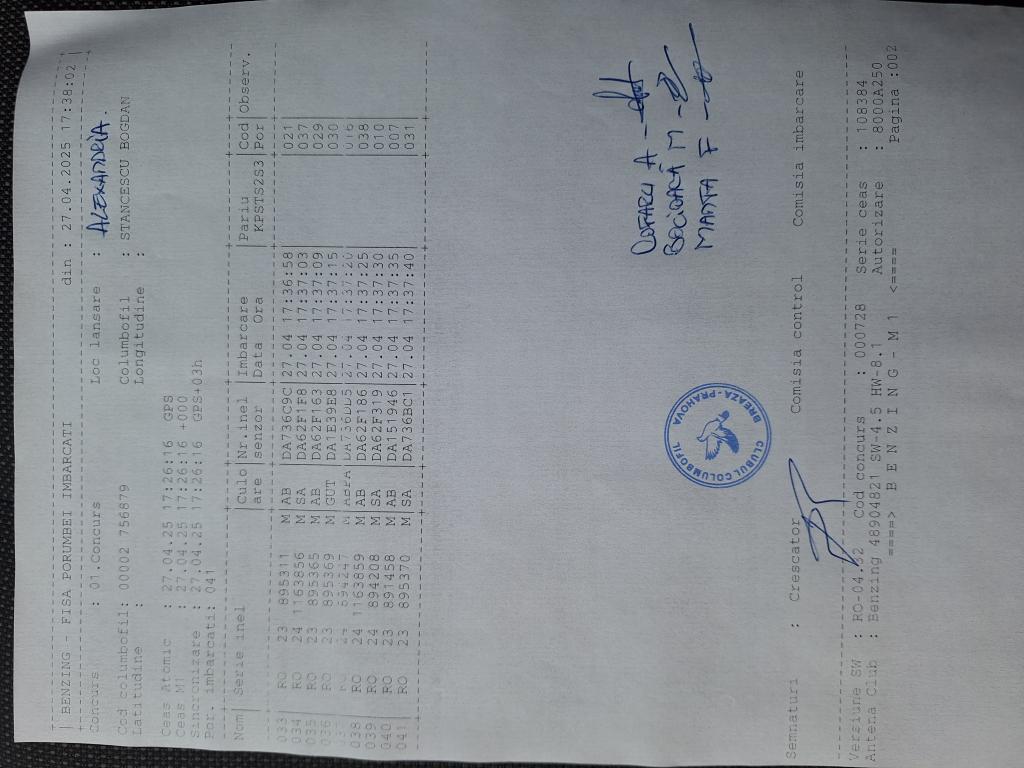 | BENZING - FISA PORUMBEI IMBARCATI din : 27.04.2025 17:38:02 |
Concurs : 01.Concurs Loc lansare : ALEXANDRIA.
Cod columbofil: 00002 756879 Columbofil : STANCESCU BOGDAN
Latitudine : Longitudine :
Ceas Atomic : 27.04.25 17:26:16 GPS
Ceas M1 : 27.04.25 17:26:16 +000
Sincronizare : 27.04.25 17:26:16 GPS+03h
Por. imbarcati: 041
Num|Serie inel |Culo|Nr.inel |Imbarcare |Pariu |Cod|Observ.
|are |senzor |Data Ora |KPSTS2S3|Por|
033 RO 23 895311 M AB |DA736C9C|27.04 17:36:58| |021|
034 RO 24 1163856 M SA |DA62F1F8|27.04 17:37:03| |037|
035 RO 23 895365 M AB |DA62F163|27.04 17:37:09| |029|
036 RO 23 895369 M GUT |DA1E39E8|27.04 17:37:15| |030|
27.04 17:37:20
038 RO 24 1163859 M AB |DA62F186|27.04 17:37:25| |038|
039 RO 24 894208 M SA |DA62F319|27.04 17:37:30| |010|
040 RO 23 891458 M AB |DA1E1946|27.04 17:37:35| |007|
041 RO 23 895370 M SA |DA736BC1|27.04 17:37:40| |031|
A -
M -
F
CLUBUL COLUMBOFIL
BREAZA-PRAHOVA
Semnaturi : Crescator Comisia control Comisia imbarcare
Versiune SW : RO-04.52 Cod concurs : 000728 Serie ceas : 108384
Antena Club : Benzing 48904821 SW-4.5 HW-8.1 Autorizare : 8000A250
====> B E N Z I N G - M 1 <==== Pagina :002